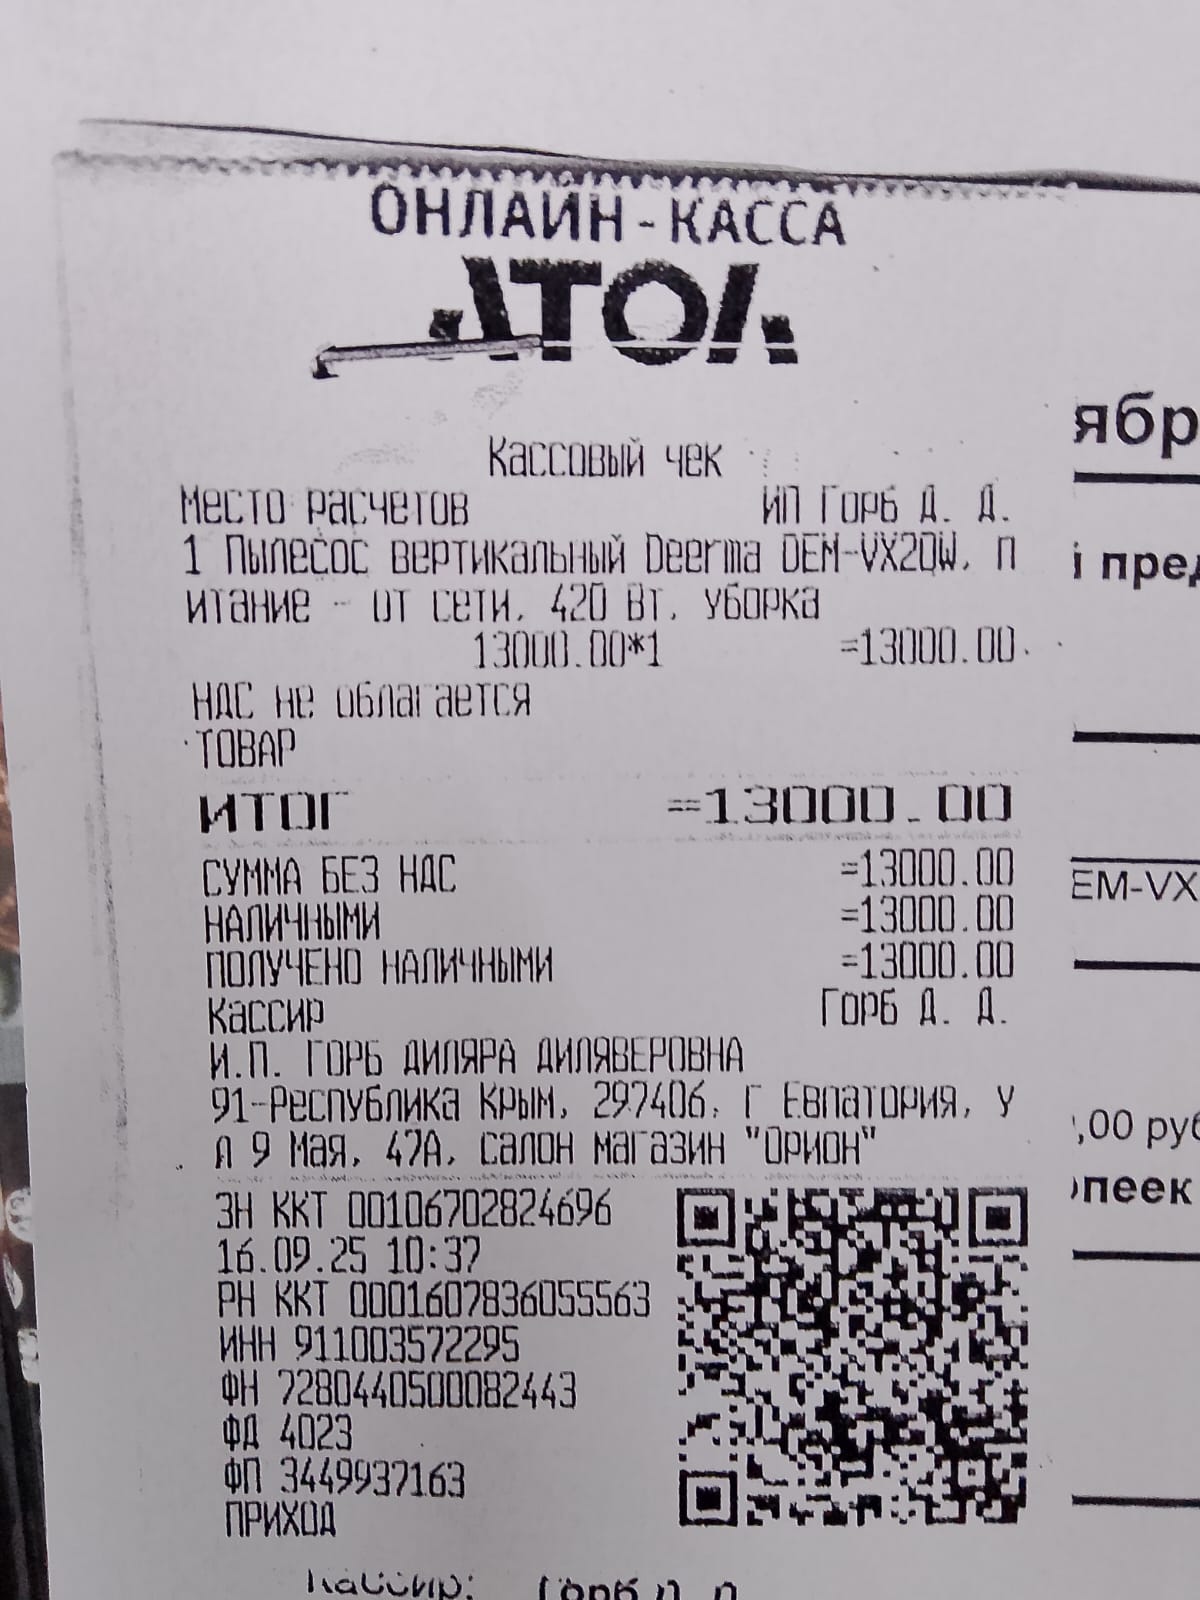 ОНЛАЙН-КАССА
АТОЛ
Кассовый чек
Место расчетов ИП Горб Д. Д.
1 Пылесос вертикальный Deerma DEM-VX20W, п
итание - от сети, 420 Вт, уборка
13000.00*1 =13000.00
НДС не облагается
ТОВАР
ИТОГ =13000.00
СУММА БЕЗ НДС =13000.00
НАЛИЧНЫМИ =13000.00
ПОЛУЧЕНО НАЛИЧНЫМИ =13000.00
Кассир Горб Д. Д.
И.П. ГОРБ ДИЛЯРА ДИЛЯВЕРОВНА
91-Республика Крым, 297406, г Евпатория, у
л 9 Мая, 47А, салон магазин "Орион"
ЗН ККТ 00106702824696
16.09.25 10:37
РН ККТ 0001607836055563
ИНН 911003572295
ФН 7280440500082443
ФД 4023
ФП 3449937163
ПРИХОД
Кассир: Горб Д. Д.
ябр
пред
EM-VX
,00 руб
опеек